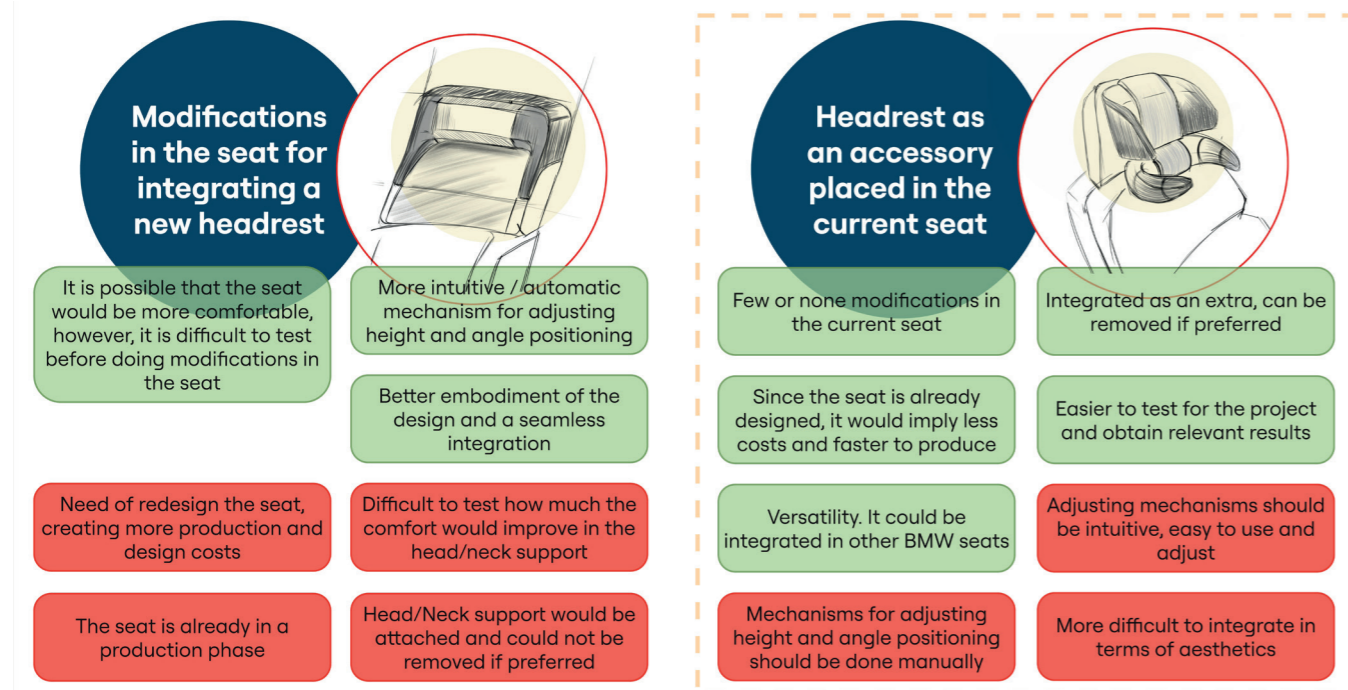 Modifications
in the seat for
integrating a
new headrest
It is possible that the seat
would be more comfortable,
however, it is difficult to test
before doing modifications in
the seat
More intuitive / automatic
mechanism for adjusting
height and angle positioning
Better embodiment of the
design and a seamless
integration
Need of redesign the seat,
creating more production and
design costs
Difficult to test how much the
comfort would improve in the
head/neck support
The seat is already in a
production phase
Head/Neck support would be
attached and could not be
removed if preferred
Headrest as
an accessory
placed in the
current seat
Few or none modifications in
the current seat
Integrated as an extra, can be
removed if preferred
Since the seat is already
designed, it would imply less
costs and faster to produce
Easier to test for the project
and obtain relevant results
Versatility. It could be
integrated in other BMW seats
Adjusting mechanisms should
be intuitive, easy to use and
adjust
Mechanisms for adjusting
height and angle positioning
should be done manually
More difficult to integrate in
terms of aesthetics